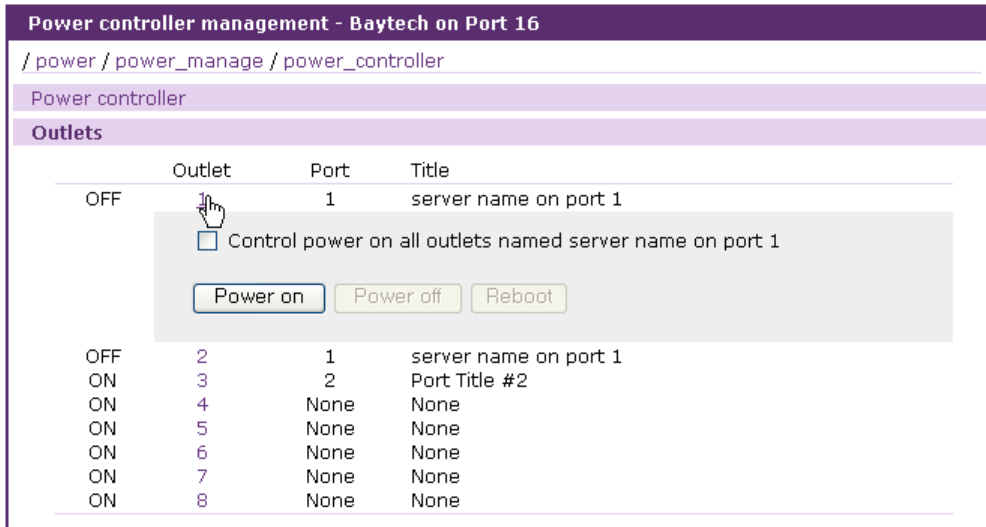 Power controller management - Baytech on Port 16
/ power / power_manage / power_controller
Power controller
Outlets
Outlet Port Title
OFF 1 1 server name on port 1
Control power on all outlets named server name on port 1
Power on Power off Reboot
OFF 2 1 server name on port 1
ON 3 2 Port Title #2
ON 4 None None
ON 5 None None
ON 6 None None
ON 7 None None
ON 8 None None